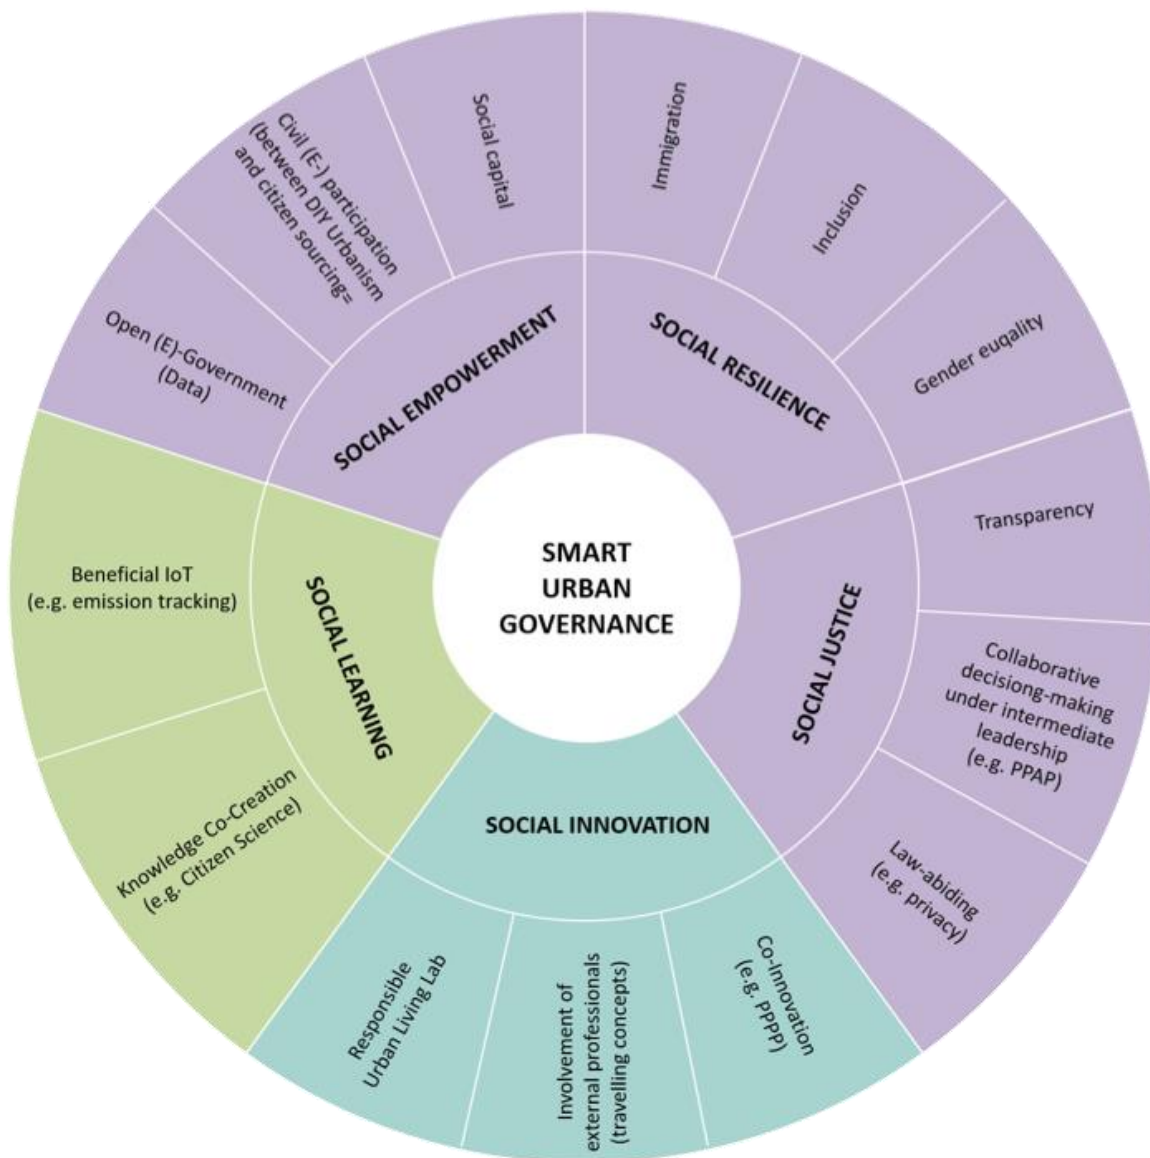 SMART
URBAN
GOVERNANCE
SOCIAL EMPOWERMENT
Open (E)-Government
(Data)
Civil (E-) participation
(between DIY Urbanism
and citizen sourcing=
Social capital
SOCIAL RESILIENCE
Immigration
Inclusion
Gender euqality
SOCIAL JUSTICE
Transparency
Collaborative
decisiong-making
under intermediate
leadership
(e.g. PPAP)
Law-abiding
(e.g. privacy)
SOCIAL INNOVATION
Co-Innovation
(e.g. PPPP)
Involvement of
external professionals
(travelling concepts)
Responsible
Urban Living Lab
SOCIAL LEARNING
Knowledge Co-Creation
(e.g. Citizen Science)
Beneficial IoT
(e.g. emission tracking)